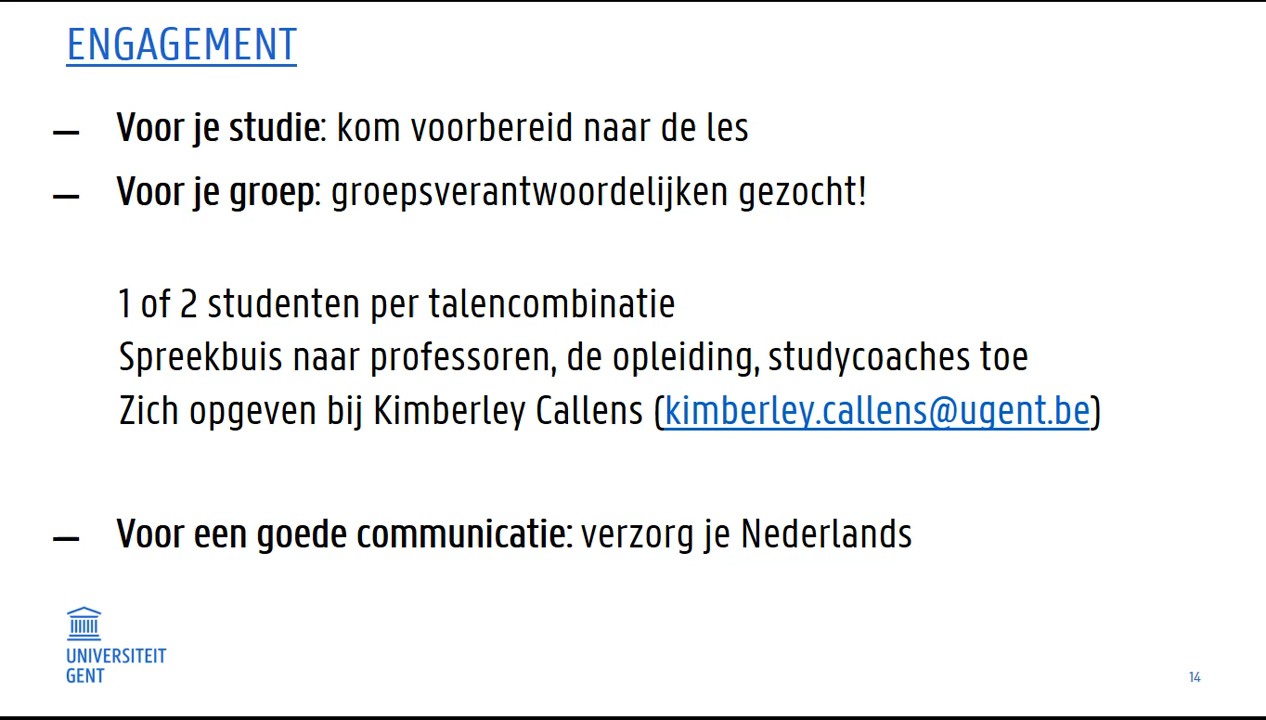 ENGAGEMENT
– Voor je studie: kom voorbereid naar de les
– Voor je groep: groepsverantwoordelijken gezocht!
1 of 2 studenten per talencombinatie
Spreekbuis naar professoren, de opleiding, studycoaches toe
Zich opgeven bij Kimberley Callens (kimberley.callens@ugent.be)
– Voor een goede communicatie: verzorg je Nederlands
UNIVERSITEIT
GENT
14